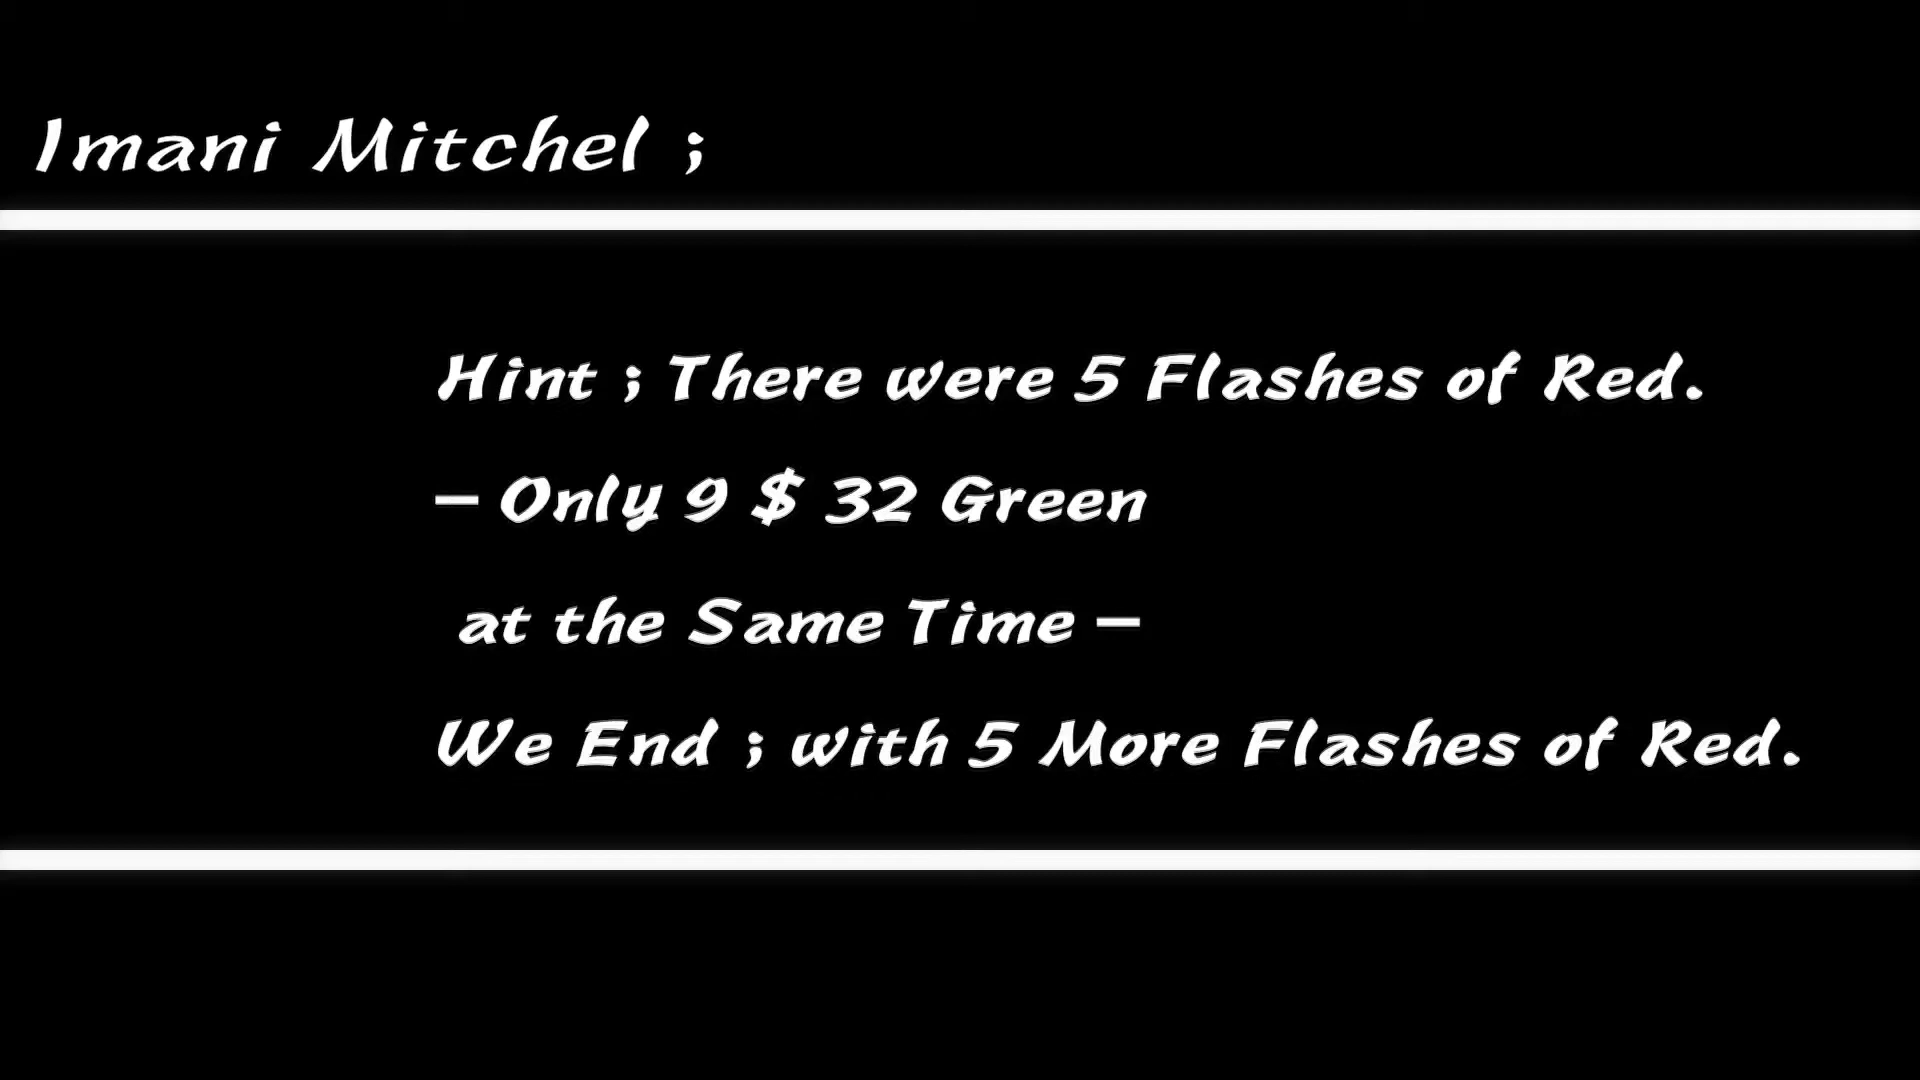 Imani Mitchel ;
Hint ; There were 5 Flashes of Red.
– Only 9 $ 32 Green
at the Same Time –
We End ; with 5 More Flashes of Red.